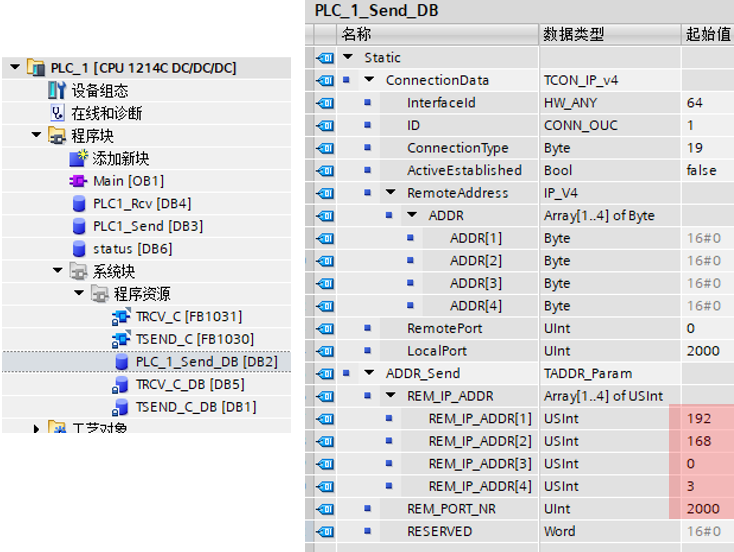 PLC_1 [CPU 1214C DC/DC/DC]
设备组态
在线和诊断
程序块
添加新块
Main [OB1]
PLC1_Rcv [DB4]
PLC1_Send [DB3]
status [DB6]
系统块
程序资源
TRCV_C [FB1031]
TSEND_C [FB1030]
PLC_1_Send_DB [DB2]
TRCV_C_DB [DB5]
TSEND_C_DB [DB1]
工艺对象
PLC_1_Send_DB
名称 数据类型 起始值
Static
ConnectionData TCON_IP_v4
InterfaceId HW_ANY 64
ID CONN_OUC 1
ConnectionType Byte 19
ActiveEstablished Bool false
RemoteAddress IP_V4
ADDR Array[1..4] of Byte
ADDR[1] Byte 16#0
ADDR[2] Byte 16#0
ADDR[3] Byte 16#0
ADDR[4] Byte 16#0
RemotePort UInt 0
LocalPort UInt 2000
ADDR_Send TADDR_Param
REM_IP_ADDR Array[1..4] of USInt
REM_IP_ADDR[1] USInt 192
REM_IP_ADDR[2] USInt 168
REM_IP_ADDR[3] USInt 0
REM_IP_ADDR[4] USInt 3
REM_PORT_NR UInt 2000
RESERVED Word 16#0